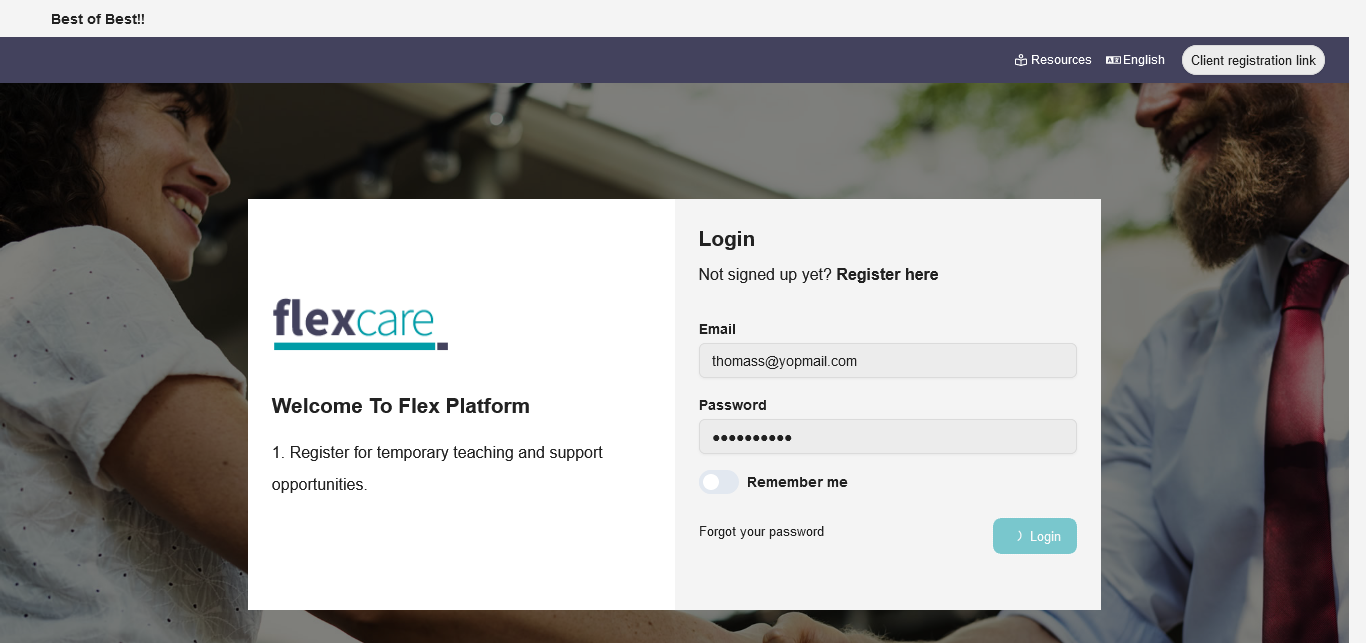 Best of Best!!
Resources
English
Client registration link
flexcare
Welcome To Flex Platform
1. Register for temporary teaching and support
opportunities.
Login
Not signed up yet? Register here
Email
thomass@yopmail.com
Password
●●●●●●●●●●
Remember me
Forgot your password
Login